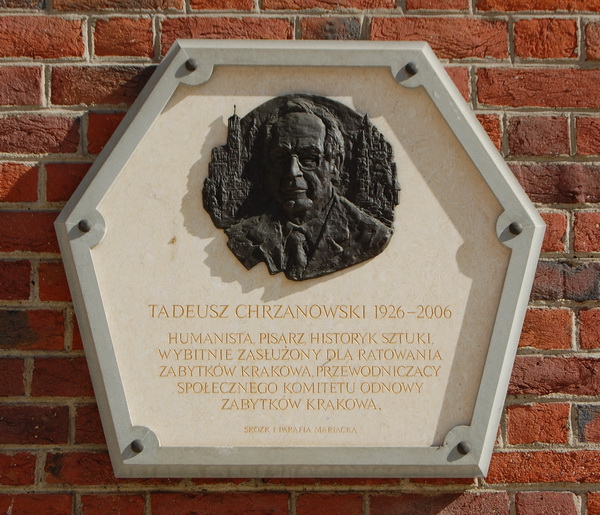 TADEUSZ CHRZANOWSKI 1926–2006
HUMANISTA, PISARZ, HISTORYK SZTUKI,
WYBITNIE ZASŁUŻONY DLA RATOWANIA
ZABYTKÓW KRAKOWA, PRZEWODNICZĄCY
SPOŁECZNEGO KOMITETU ODNOWY
ZABYTKÓW KRAKOWA.
SKOZK I PARAFIA MARIACKA